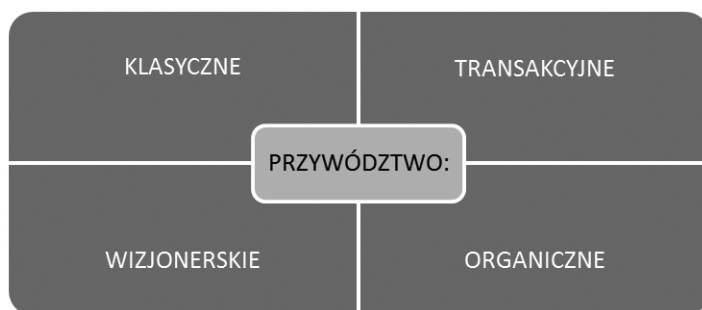 KLASYCZNE
TRANSAKCYJNE
PRZYWÓDZTWO:
WIZJONERSKIE
ORGANICZNE